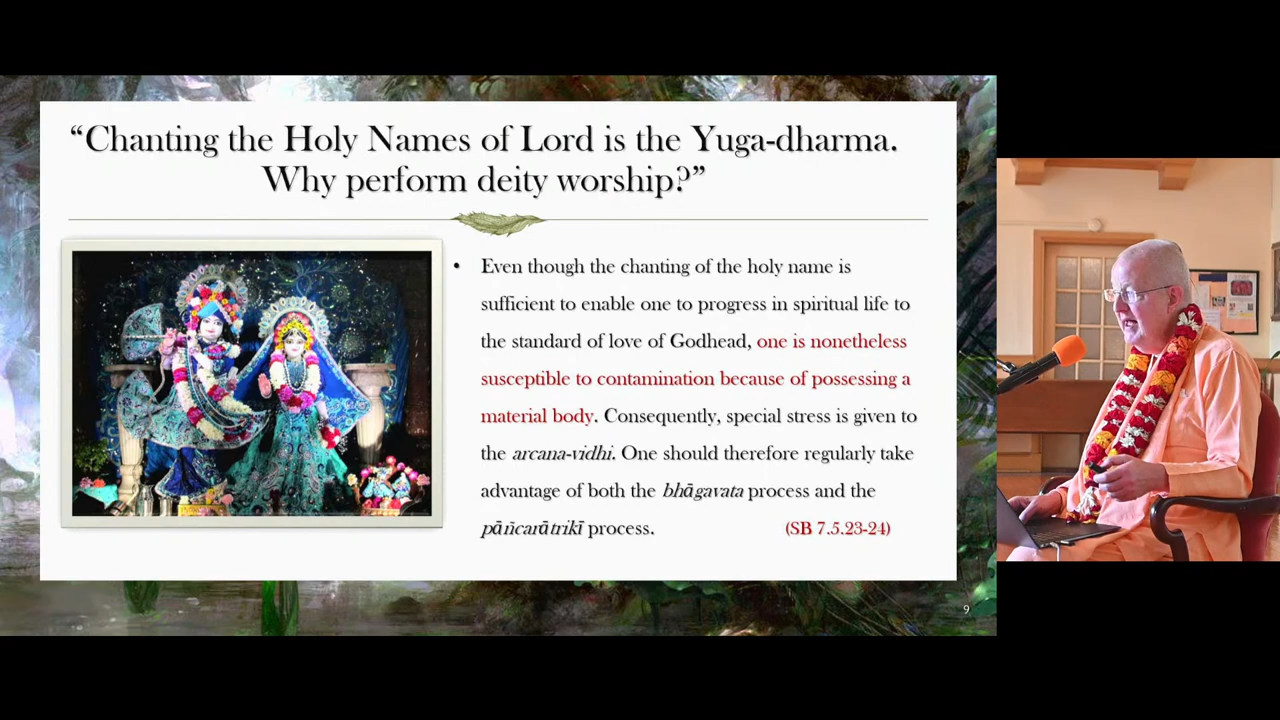 “Chanting the Holy Names of Lord is the Yuga-dharma.
Why perform deity worship?”
• Even though the chanting of the holy name is
sufficient to enable one to progress in spiritual life to
the standard of love of Godhead, one is nonetheless
susceptible to contamination because of possessing a
material body. Consequently, special stress is given to
the arcana-vidhi. One should therefore regularly take
advantage of both the bhāgavata process and the
pāñcarātrikī process. (SB 7.5.23-24)
9